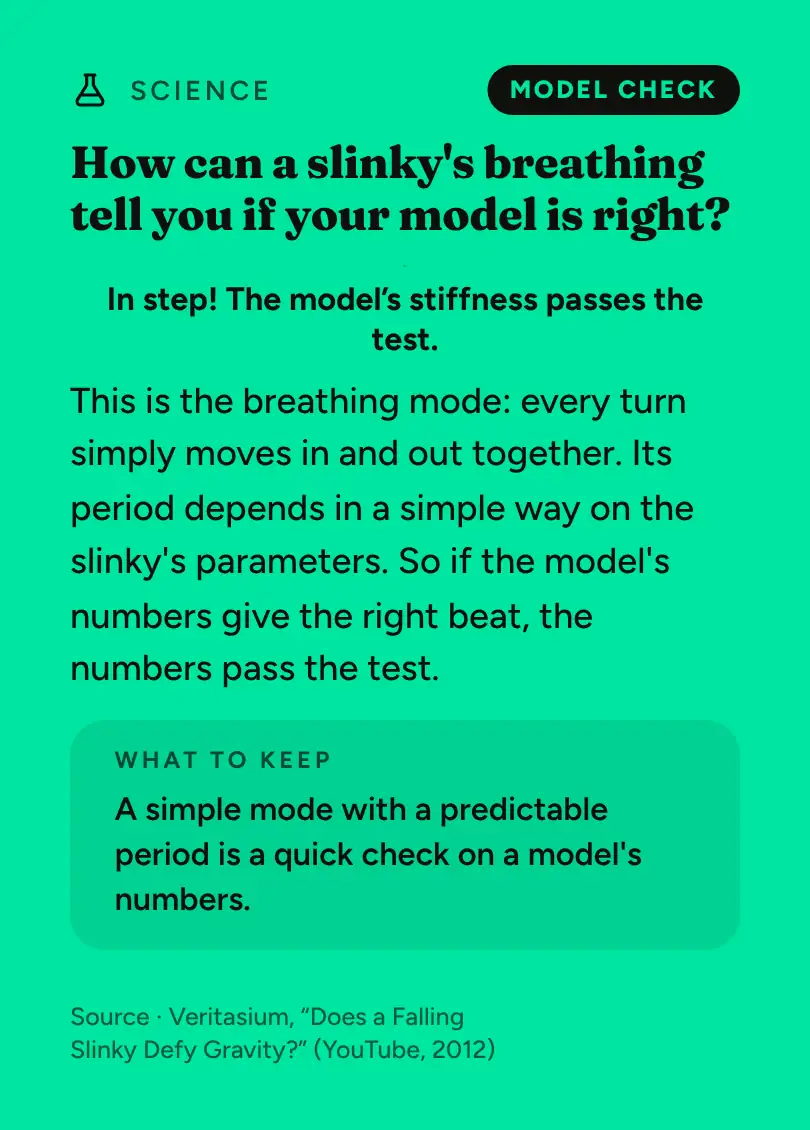 SCIENCE
MODEL CHECK
How can a slinky's breathing
tell you if your model is right?
In step! The model’s stiffness passes the
test.
This is the breathing mode: every turn
simply moves in and out together. Its
period depends in a simple way on the
slinky's parameters. So if the model's
numbers give the right beat, the
numbers pass the test.
WHAT TO KEEP
A simple mode with a predictable
period is a quick check on a model's
numbers.
Source · Veritasium, “Does a Falling
Slinky Defy Gravity?” (YouTube, 2012)